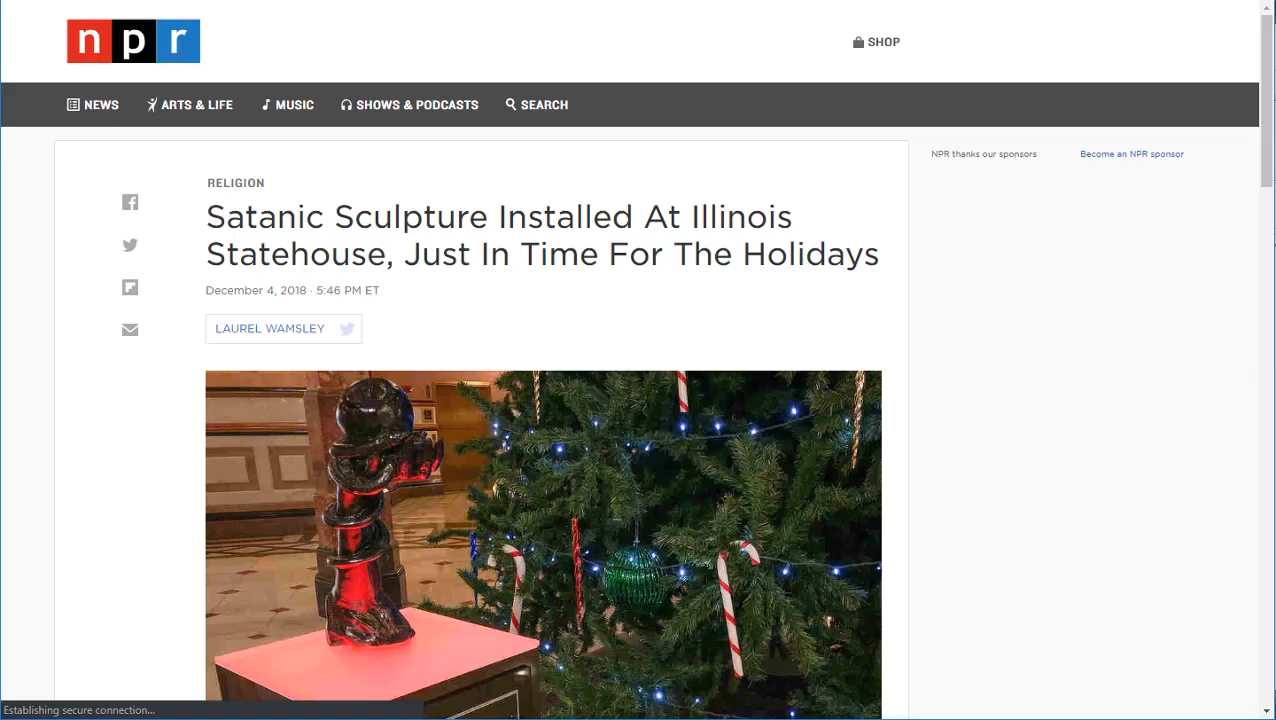 npr
SHOP
NEWS
ARTS & LIFE
MUSIC
SHOWS & PODCASTS
SEARCH
NPR thanks our sponsors
Become an NPR sponsor
RELIGION
Satanic Sculpture Installed At Illinois
Statehouse, Just In Time For The Holidays
December 4, 2018 · 5:46 PM ET
LAUREL WAMSLEY
Establishing secure connection...